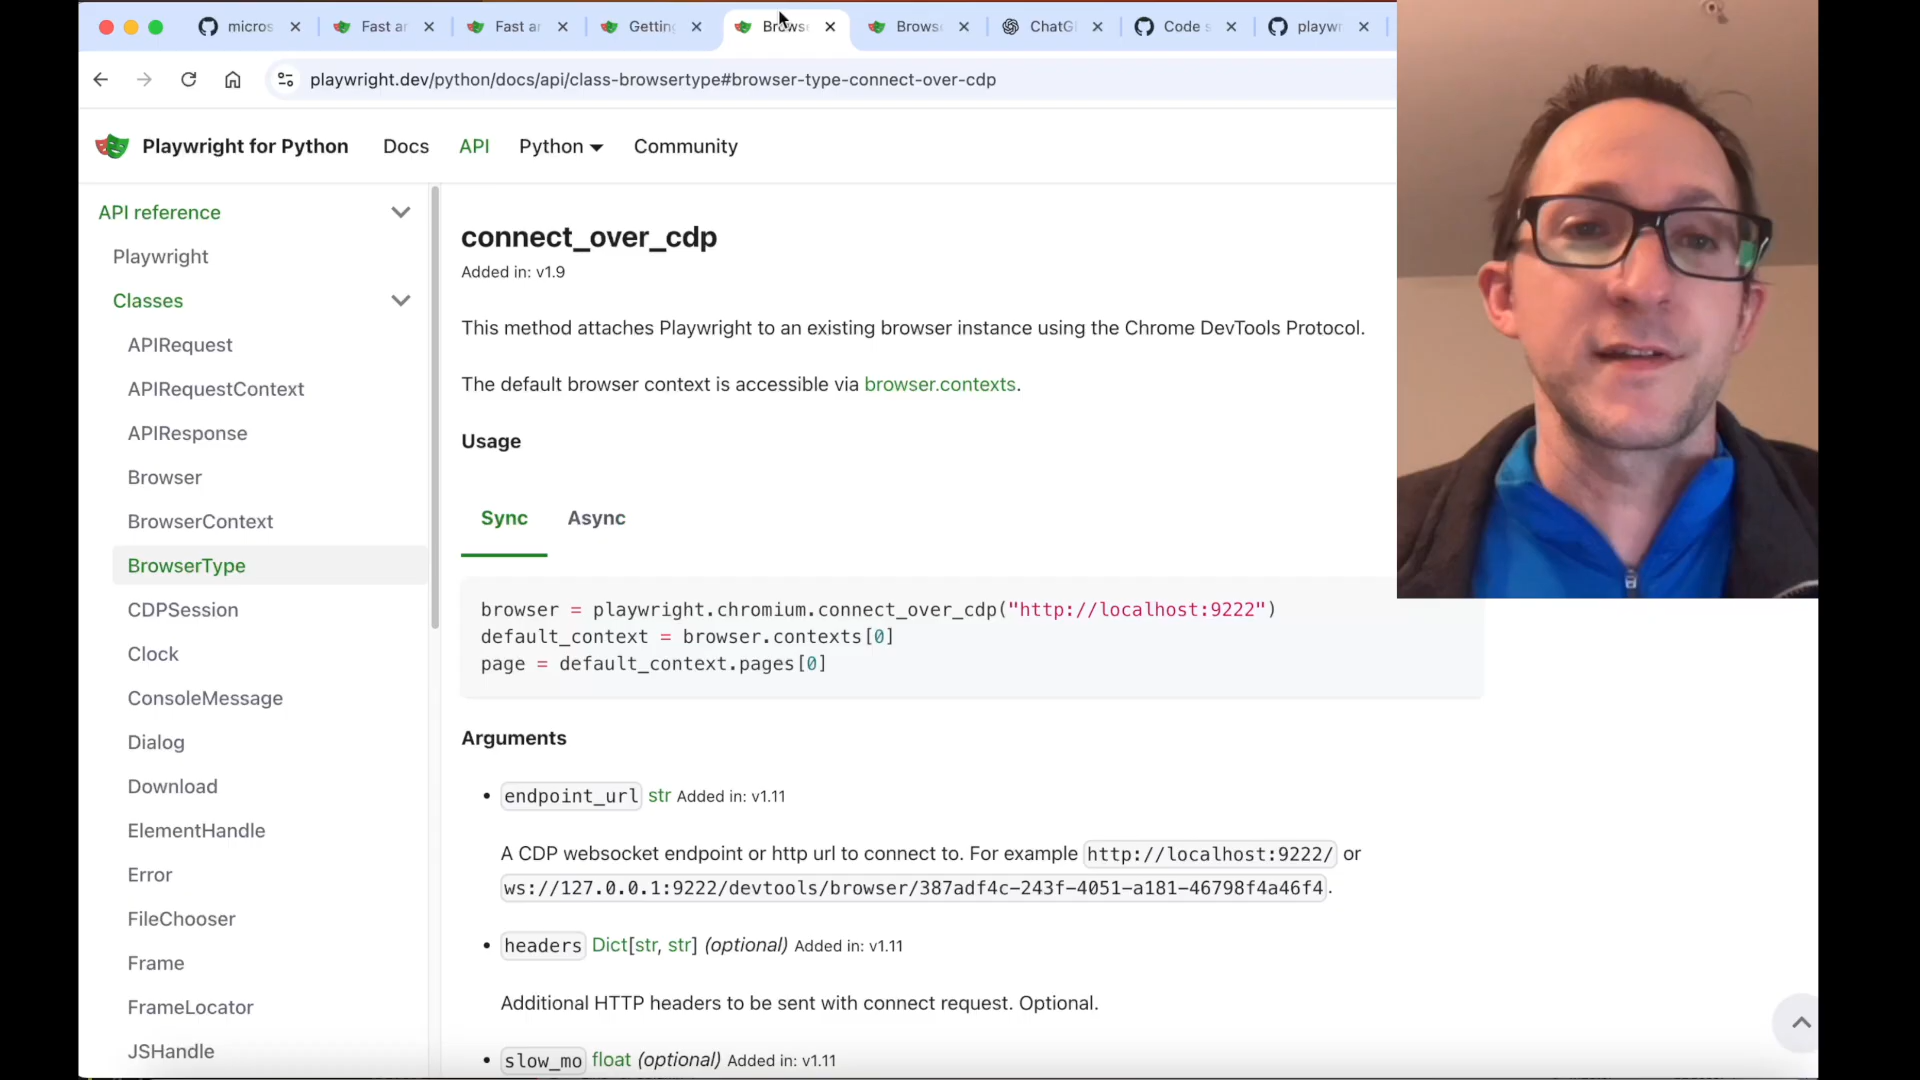 micros
Fast ar
Fast ar
Getting
Browse
Browse
ChatG
Code s
playwr
playwright.dev/python/docs/api/class-browsertype#browser-type-connect-over-cdp
Playwright for Python
Docs
API
Python
Community
API reference
Playwright
Classes
APIRequest
APIRequestContext
APIResponse
Browser
BrowserContext
BrowserType
CDPSession
Clock
ConsoleMessage
Dialog
Download
ElementHandle
Error
FileChooser
Frame
FrameLocator
JSHandle
connect_over_cdp
Added in: v1.9
This method attaches Playwright to an existing browser instance using the Chrome DevTools Protocol.
The default browser context is accessible via browser.contexts.
Usage
Sync
Async
browser = playwright.chromium.connect_over_cdp("http://localhost:9222")
default_context = browser.contexts[0]
page = default_context.pages[0]
Arguments
• endpoint_url str Added in: v1.11
A CDP websocket endpoint or http url to connect to. For example http://localhost:9222/ or
ws://127.0.0.1:9222/devtools/browser/387adf4c-243f-4051-a181-46798f4a46f4.
• headers Dict[str, str] (optional) Added in: v1.11
Additional HTTP headers to be sent with connect request. Optional.
• slow_mo float (optional) Added in: v1.11